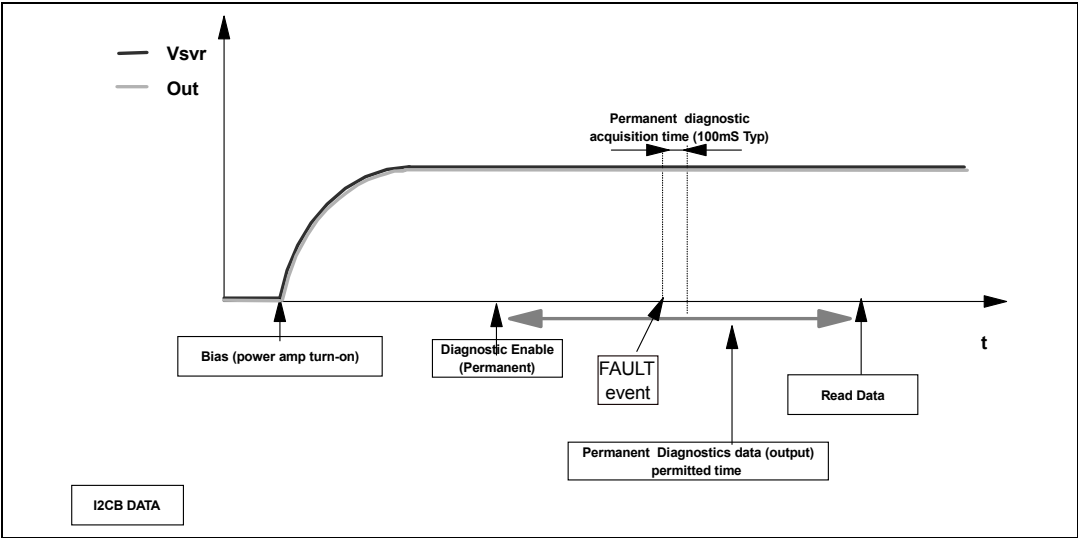 Vsvr
Out
Permanent diagnostic
acquisition time (100mS Typ)
t
Bias (power amp turn-on)
Diagnostic Enable
(Permanent)
FAULT
event
Read Data
Permanent Diagnostics data (output)
permitted time
I2CB DATA